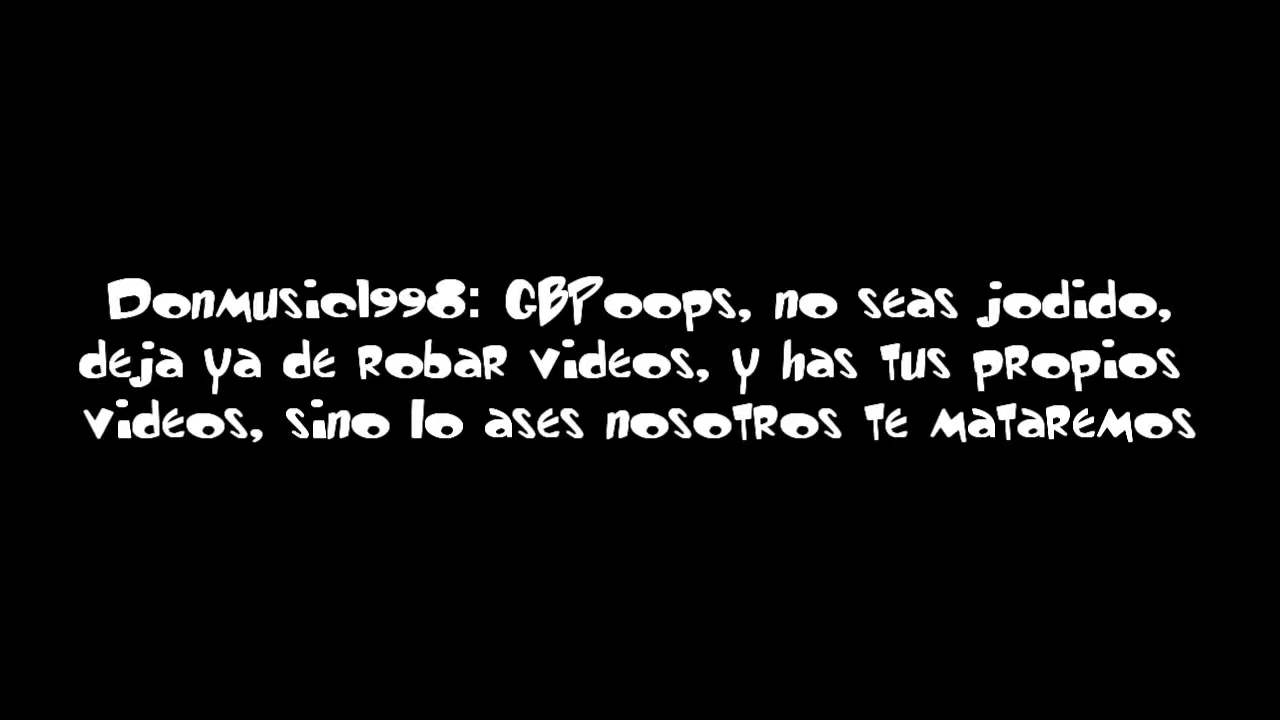 Donmusic1998: GBPoops, no seas jodido,
deja ya de robar videos, y has tus propios
videos, sino lo ases nosotros te mataremos